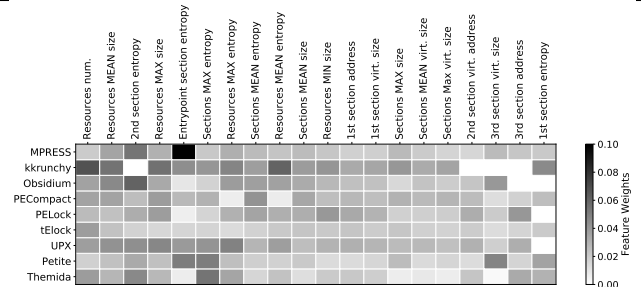 Resources num.
Resources MEAN size
2nd section entropy
Resources MAX size
Entrypoint section entropy
Sections MAX entropy
Resources MAX entropy
Sections MEAN entropy
Resources MEAN entropy
Sections MEAN size
Resources MIN size
1st section address
1st section virt. size
Sections MAX size
Sections MEAN virt. size
Sections Max virt. size
2nd section virt. address
3rd section virt. size
3rd section address
1st section entropy
MPRESS
kkrunchy
Obsidium
PECompact
PELock
tElock
UPX
Petite
Themida
0.10
0.08
0.06
0.04
0.02
0.00
Feature Weights